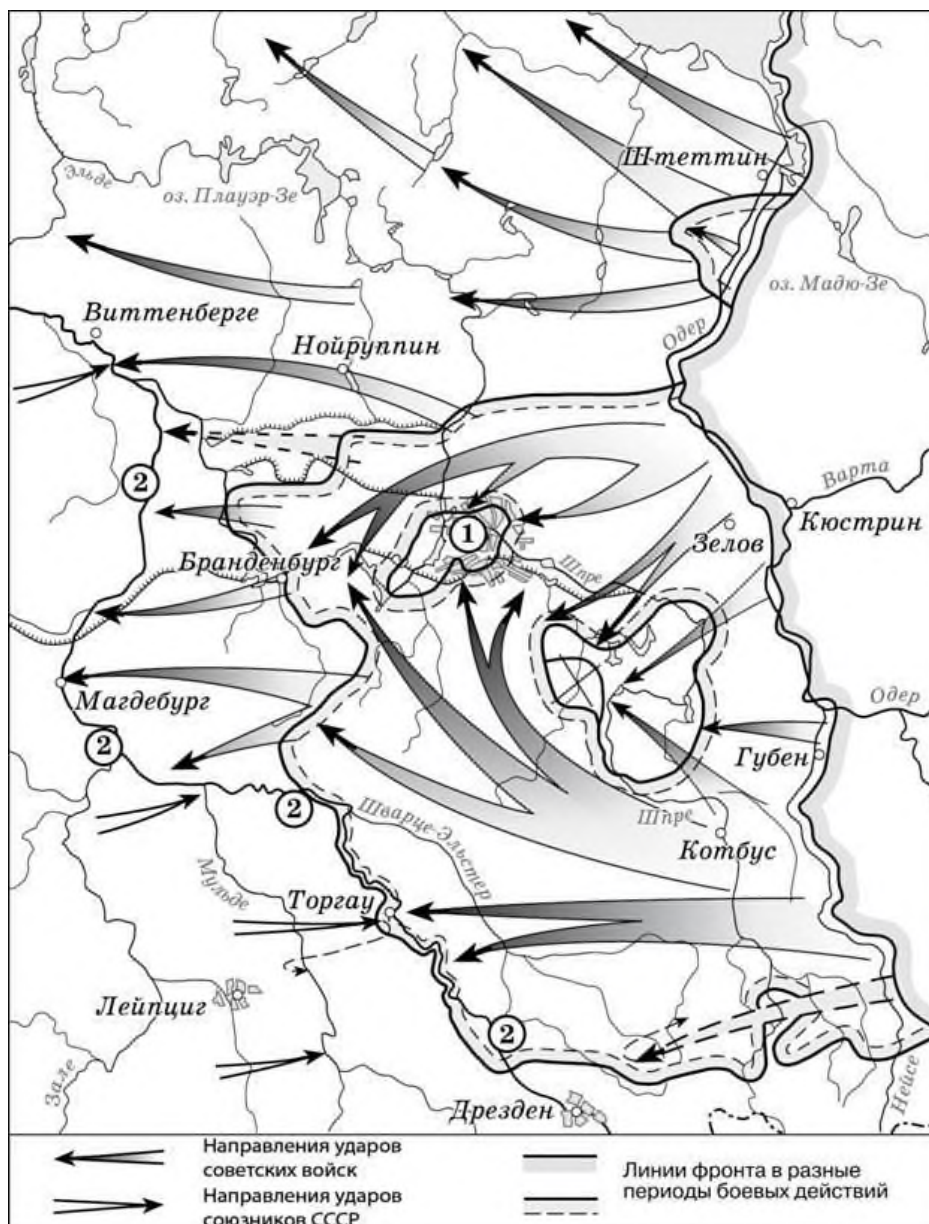 Штеттин
Эльде
оз. Плауэр-Зе
оз. Мадю-Зе
Виттенберге
Нойруппин
Одер
2
Варта
1
Кюстрин
Зелов
Бранденбург
Шпре
Магдебург
Одер
2
Губен
2
Шварце-Эльстер
Шпре
Котбус
Мульде
Торгау
Лейпциг
2
Зале
Нейсе
Дрезден
Направления ударов
советских войск
Направления ударов
союзников СССР
Линии фронта в разные
периоды боевых действий